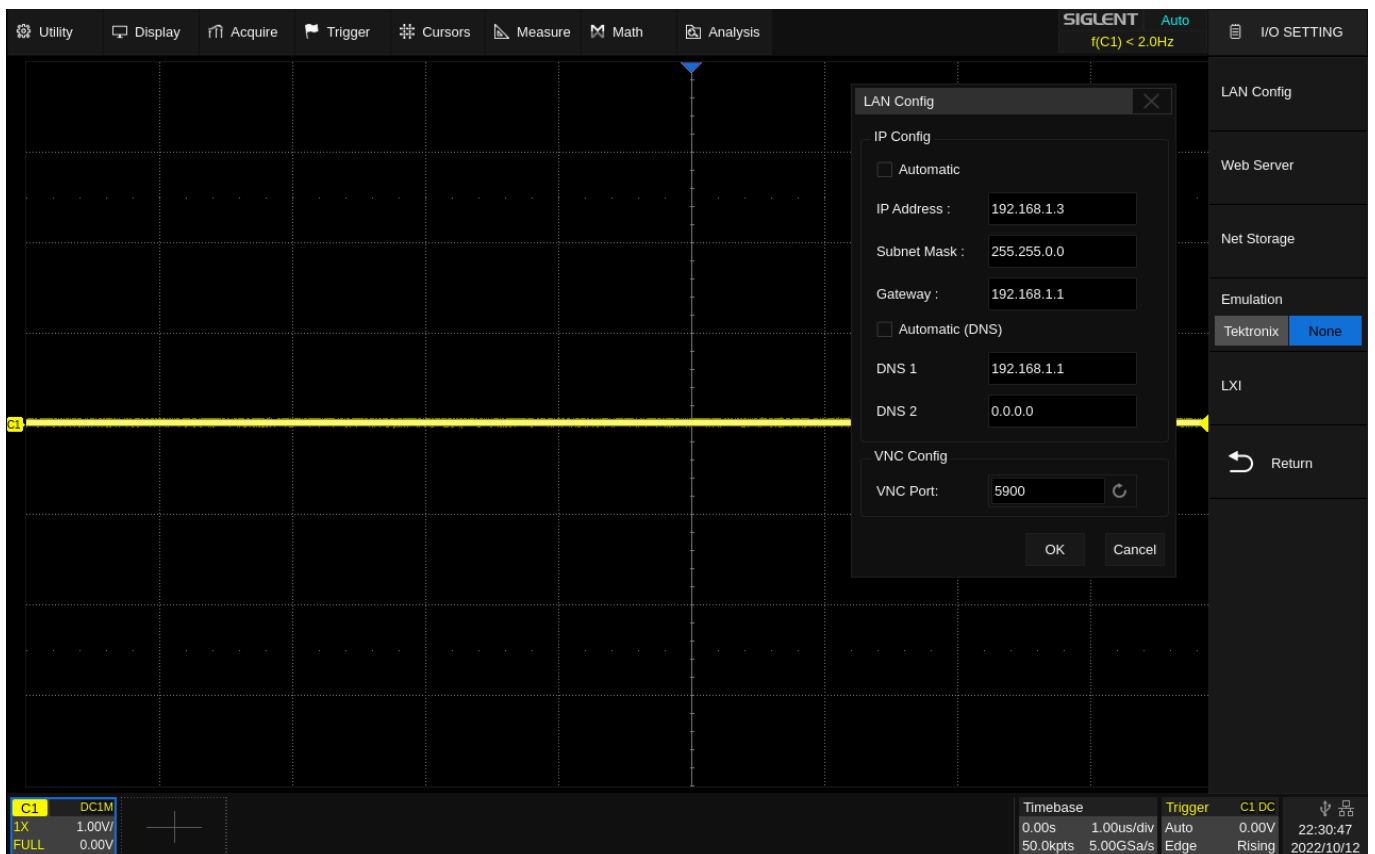 Utility Display Acquire Trigger Cursors Measure Math Analysis
SIGLENT Auto
f(C1) < 2.0Hz
I/O SETTING
LAN Config
Web Server
Net Storage
Emulation
Tektronix None
LXI
Return
LAN Config
IP Config
Automatic
IP Address : 192.168.1.3
Subnet Mask : 255.255.0.0
Gateway : 192.168.1.1
Automatic (DNS)
DNS 1 192.168.1.1
DNS 2 0.0.0.0
VNC Config
VNC Port: 5900
OK Cancel
C1
C1 DC1M
1X 1.00V/
FULL 0.00V
Timebase
0.00s 1.00us/div
50.0kpts 5.00GSa/s
Trigger C1 DC
Auto 0.00V
Edge Rising
22:30:47
2022/10/12